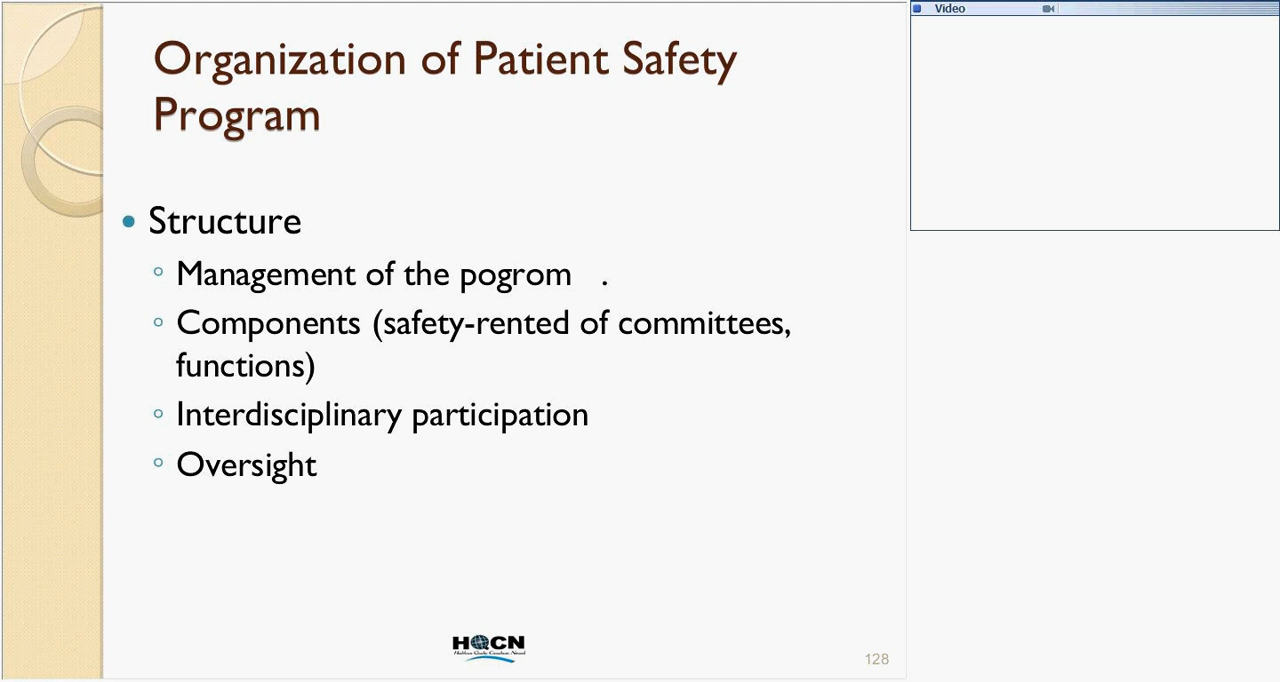 Video
Organization of Patient Safety
Program
Structure
Management of the pogrom .
Components (safety-rented of committees,
functions)
Interdisciplinary participation
Oversight
HQCN
128